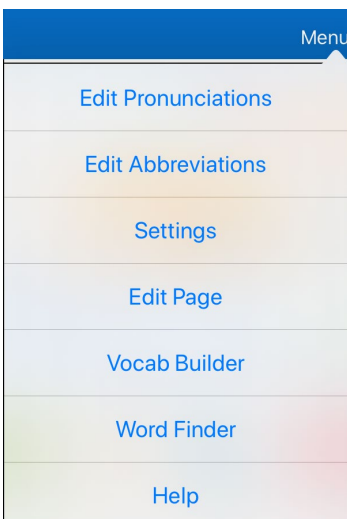 Menu
Edit Pronunciations
Edit Abbreviations
Settings
Edit Page
Vocab Builder
Word Finder
Help